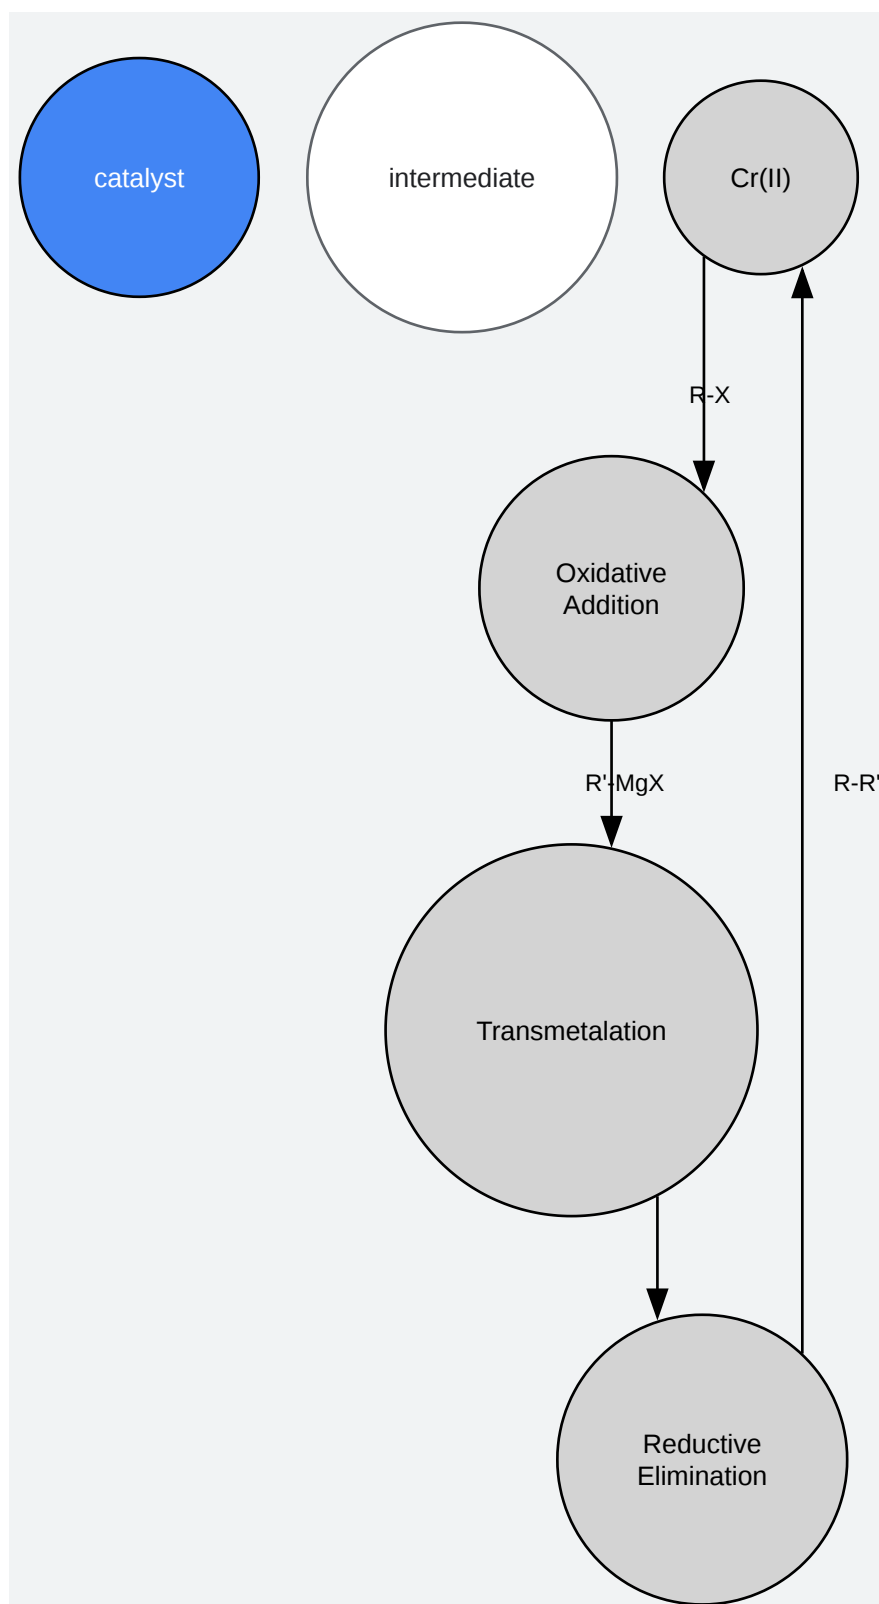 catalyst
intermediate
Cr(II)
R-X
Oxidative
Addition
R'-MgX
R-R'
Transmetalation
Reductive
Elimination